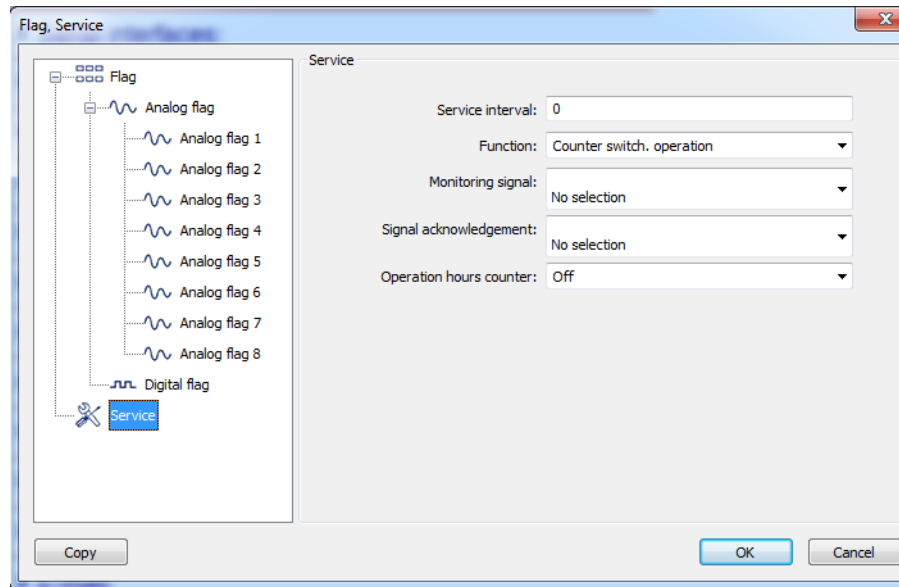 Flag, Service
Flag
Analog flag
Analog flag 1
Analog flag 2
Analog flag 3
Analog flag 4
Analog flag 5
Analog flag 6
Analog flag 7
Analog flag 8
Digital flag
Service
Service
Service interval: 0
Function: Counter switch. operation
Monitoring signal: No selection
Signal acknowledgement: No selection
Operation hours counter: Off
Copy
OK
Cancel